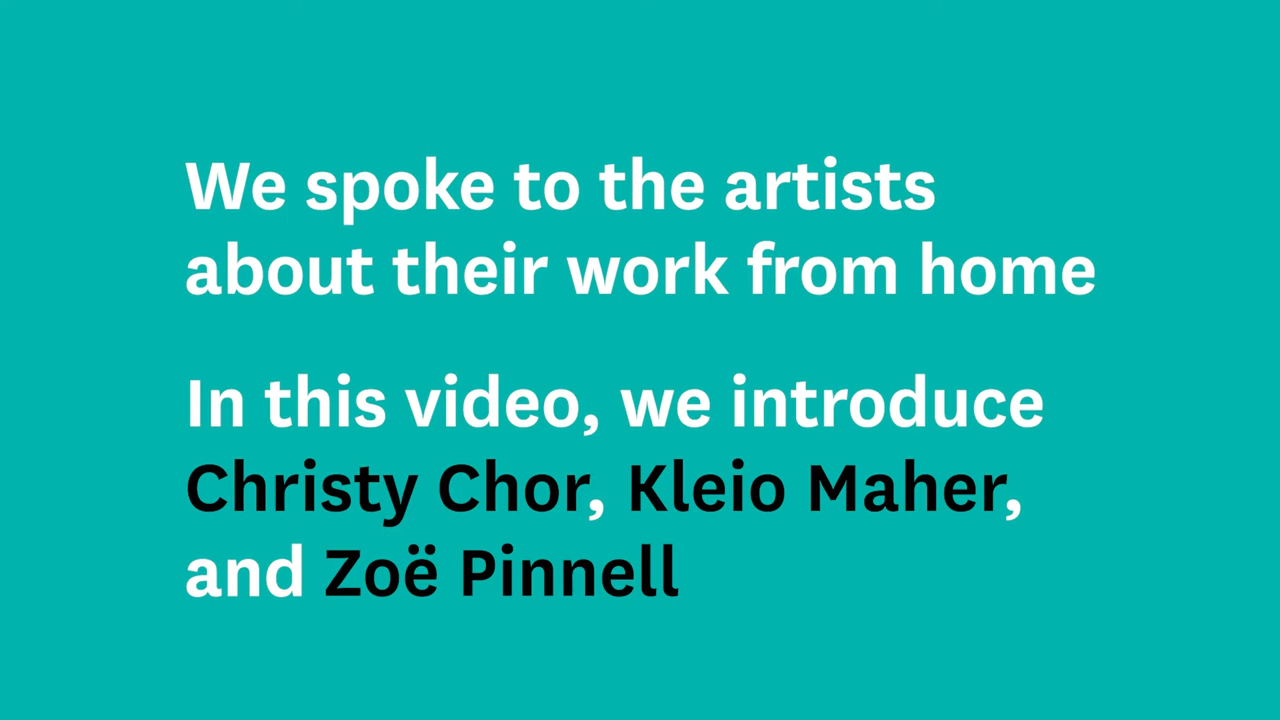 We spoke to the artists
about their work from home
In this video, we introduce
Christy Chor, Kleio Maher,
and Zoë Pinnell